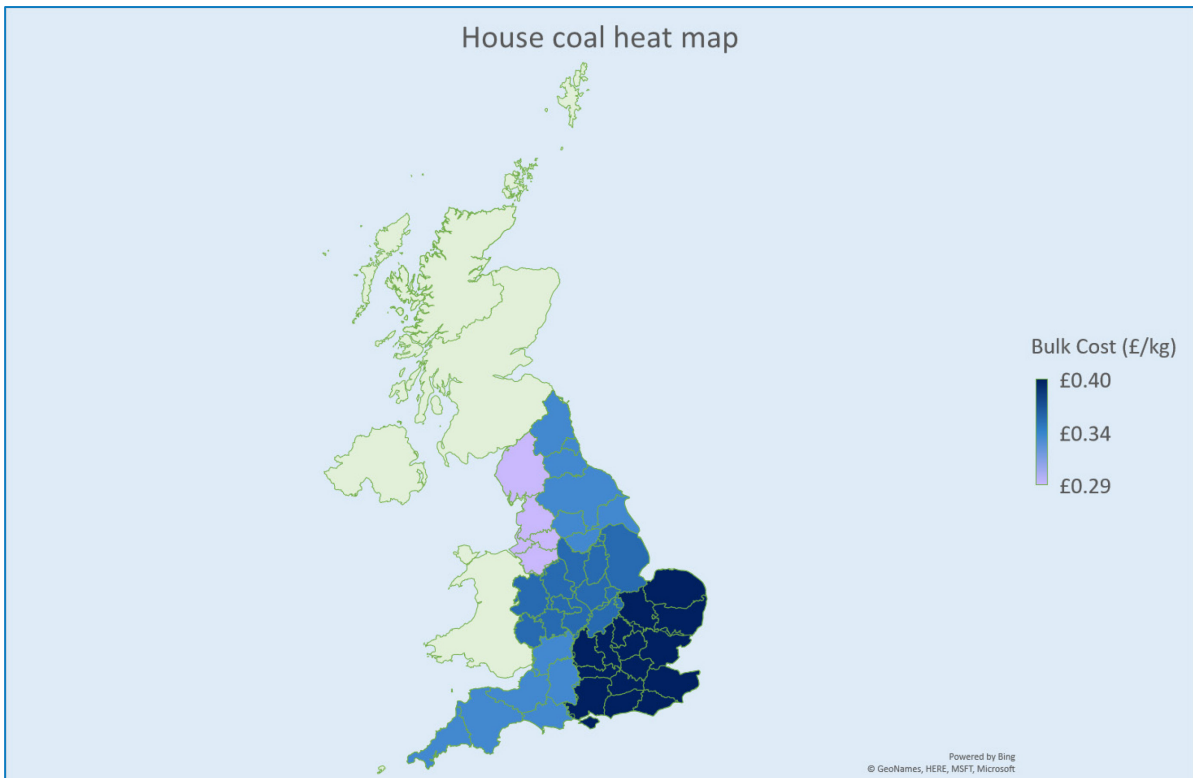 House coal heat map
Bulk Cost (£/kg)
£0.40
£0.34
£0.29
Powered by Bing
© GeoNames, HERE, MSFT, Microsoft